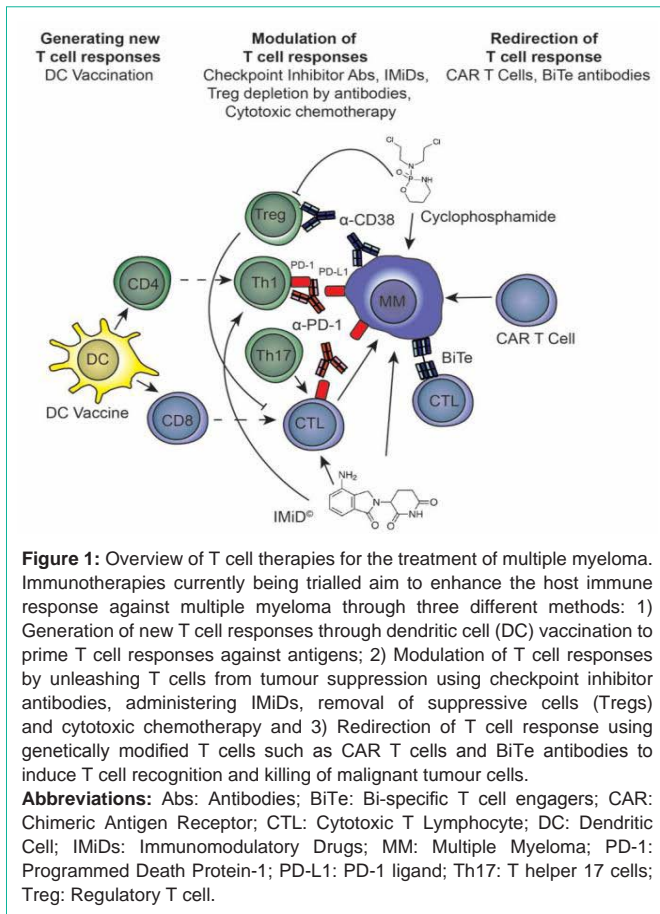 Generating new
T cell responses
DC Vaccination
Modulation of
T cell responses
Checkpoint Inhibitor Abs, IMiDs,
Treg depletion by antibodies,
Cytotoxic chemotherapy
Redirection of
T cell response
CAR T Cells, BiTe antibodies
Cl
Cl
N
O
P
NH
O
Cyclophosphamide
Treg
α-CD38
PD-1
PD-L1
CD4
Th1
MM
α-PD-1
CAR T Cell
DC
Th17
BiTe
DC Vaccine
CD8
CTL
CTL
NH₂
N
O
O
NH
O
IMiD©
Figure 1: Overview of T cell therapies for the treatment of multiple myeloma.
Immunotherapies currently being trialled aim to enhance the host immune
response against multiple myeloma through three different methods: 1)
Generation of new T cell responses through dendritic cell (DC) vaccination to
prime T cell responses against antigens; 2) Modulation of T cell responses
by unleashing T cells from tumour suppression using checkpoint inhibitor
antibodies, administering IMiDs, removal of suppressive cells (Tregs)
and cytotoxic chemotherapy and 3) Redirection of T cell response using
genetically modified T cells such as CAR T cells and BiTe antibodies to
induce T cell recognition and killing of malignant tumour cells.
Abbreviations: Abs: Antibodies; BiTe: Bi-specific T cell engagers; CAR:
Chimeric Antigen Receptor; CTL: Cytotoxic T Lymphocyte; DC: Dendritic
Cell; IMiDs: Immunomodulatory Drugs; MM: Multiple Myeloma; PD-1:
Programmed Death Protein-1; PD-L1: PD-1 ligand; Th17: T helper 17 cells;
Treg: Regulatory T cell.